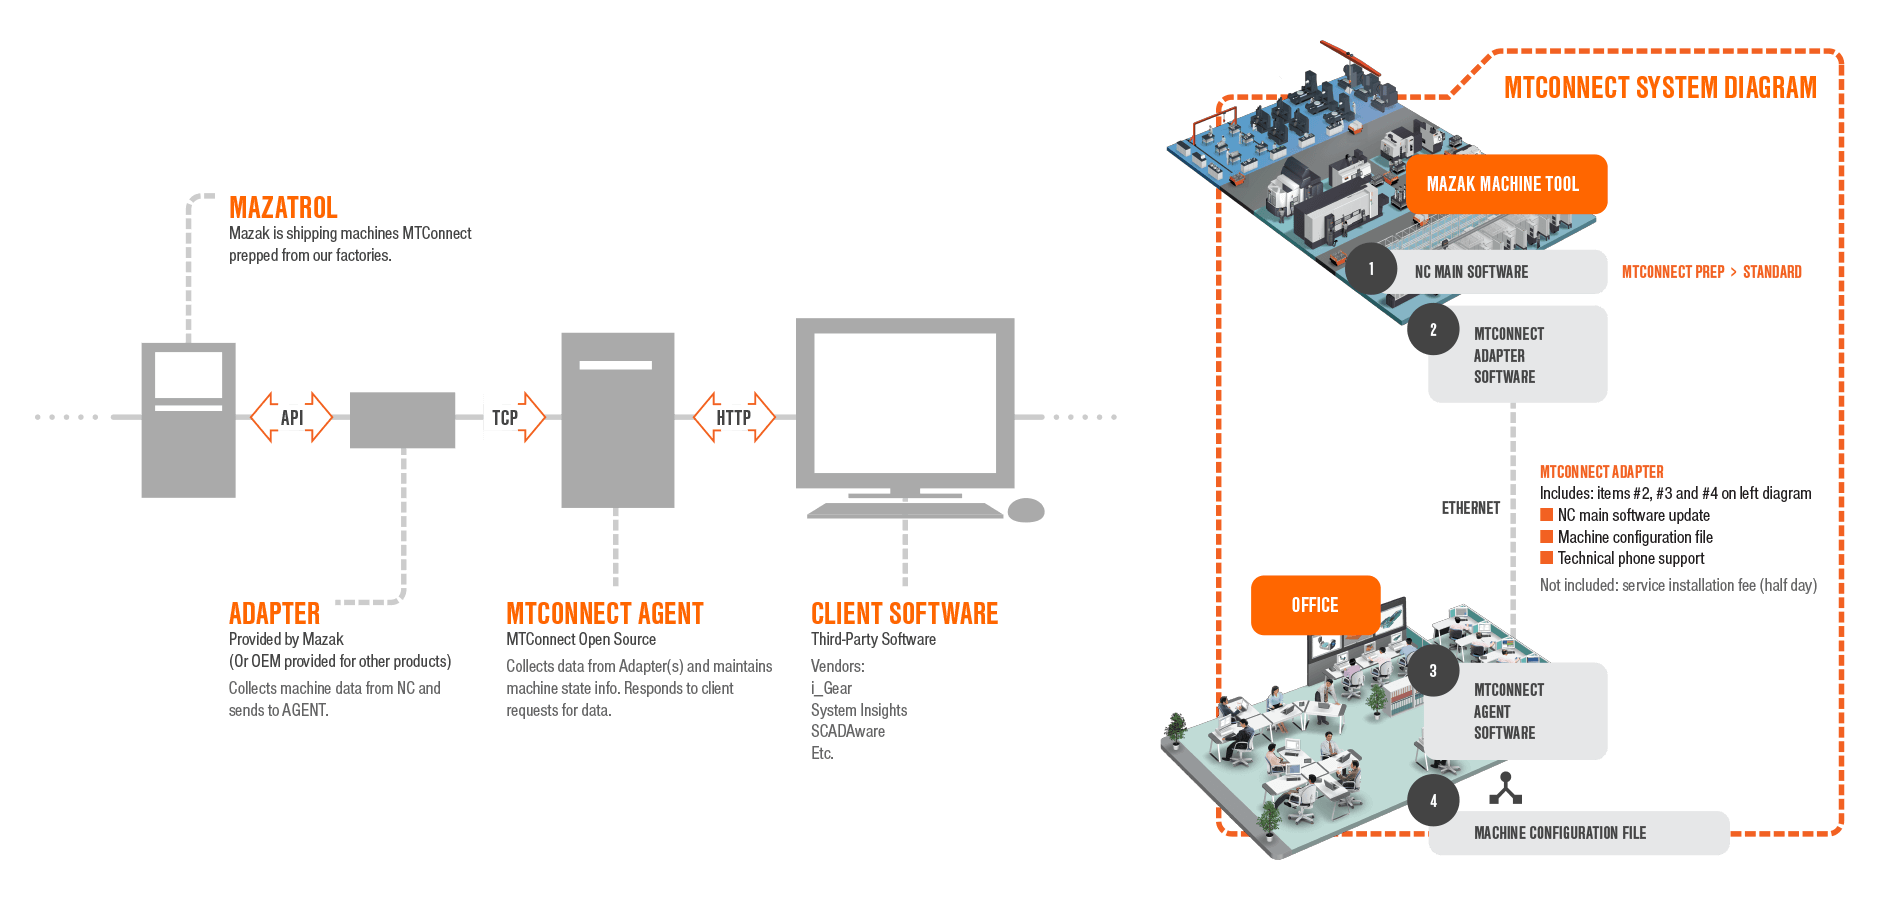 MAZATROL
Mazak is shipping machines MTConnect
prepped from our factories.
API
TCP
HTTP
ADAPTER
Provided by Mazak
(Or OEM provided for other products)
Collects machine data from NC and
sends to AGENT.
MTCONNECT AGENT
MTConnect Open Source
Collects data from Adapter(s) and maintains
machine state info. Responds to client
requests for data.
CLIENT SOFTWARE
Third-Party Software
Vendors:
i_Gear
System Insights
SCADAware
Etc.
MTCONNECT SYSTEM DIAGRAM
MAZAK MACHINE TOOL
1
NC MAIN SOFTWARE
MTCONNECT PREP > STANDARD
2
MTCONNECT
ADAPTER
SOFTWARE
ETHERNET
MTCONNECT ADAPTER
Includes: items #2, #3 and #4 on left diagram
NC main software update
Machine configuration file
Technical phone support
Not included: service installation fee (half day)
OFFICE
3
MTCONNECT
AGENT
SOFTWARE
4
MACHINE CONFIGURATION FILE